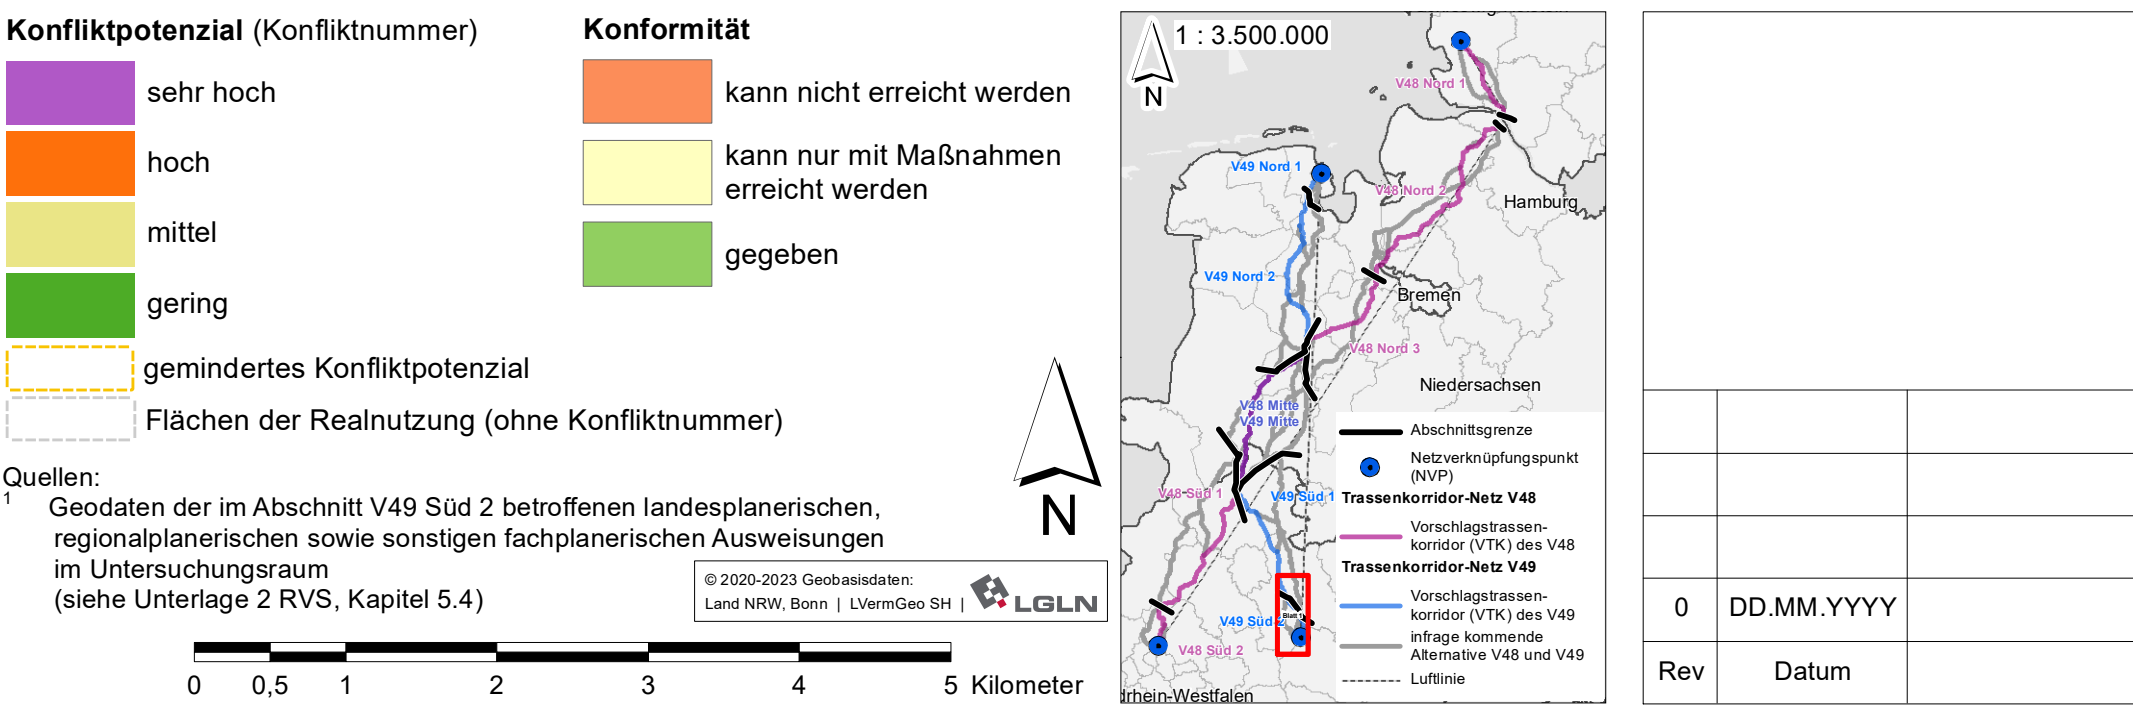 Konfliktpotenzial (Konfliktnummer)
sehr hoch
hoch
mittel
gering
gemindertes Konfliktpotenzial
Flächen der Realnutzung (ohne Konfliktnummer)
Konformität
kann nicht erreicht werden
kann nur mit Maßnahmen
erreicht werden
gegeben
Quellen:
1 Geodaten der im Abschnitt V49 Süd 2 betroffenen landesplanerischen,
regionalplanerischen sowie sonstigen fachplanerischen Ausweisungen
im Untersuchungsraum
(siehe Unterlage 2 RVS, Kapitel 5.4)
© 2020-2023 Geobasisdaten:
Land NRW, Bonn | LVermGeo SH |
LGLN
N
0 0,5 1 2 3 4 5 Kilometer
1 : 3.500.000
N
V48 Nord 1
V49 Nord 1
V48 Nord 2
Hamburg
V49 Nord 2
Bremen
V48 Nord 3
Niedersachsen
V48 Mitte
V49 Mitte
V48 Süd 1
V49 Süd 1
Blatt 1
V49 Süd 2
V48 Süd 2
drhein-Westfalen
Abschnittsgrenze
Netzverknüpfungspunkt
(NVP)
Trassenkorridor-Netz V48
Vorschlagstrassen-
korridor (VTK) des V48
Trassenkorridor-Netz V49
Vorschlagstrassen-
korridor (VTK) des V49
infrage kommende
Alternative V48 und V49
Luftlinie
0 DD.MM.YYYY
Rev Datum